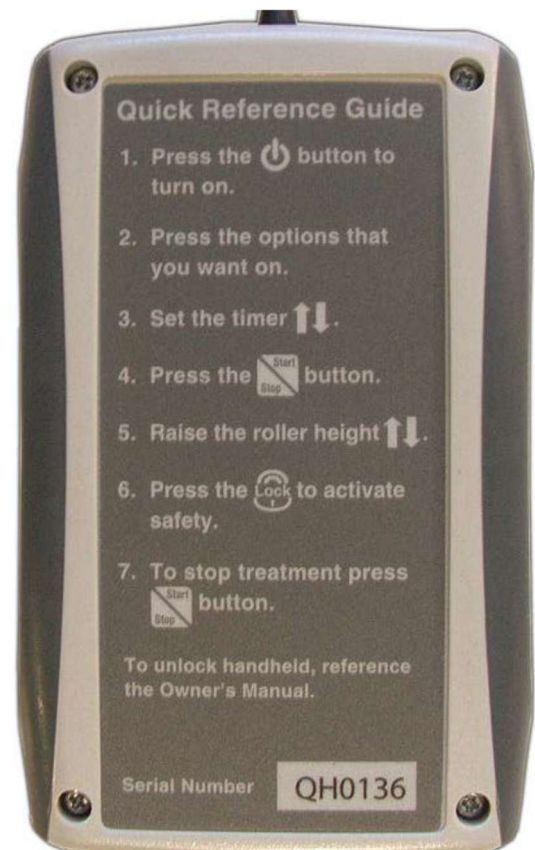 Quick Reference Guide
1. Press the button to
turn on.
2. Press the options that
you want on.
3. Set the timer ⬆⬇.
4. Press the Start
Stop button.
5. Raise the roller height ⬆⬇.
6. Press the Lock to activate
safety.
7. To stop treatment press
Start
Stop button.
To unlock handheld, reference
the Owner's Manual.
Serial Number QH0136